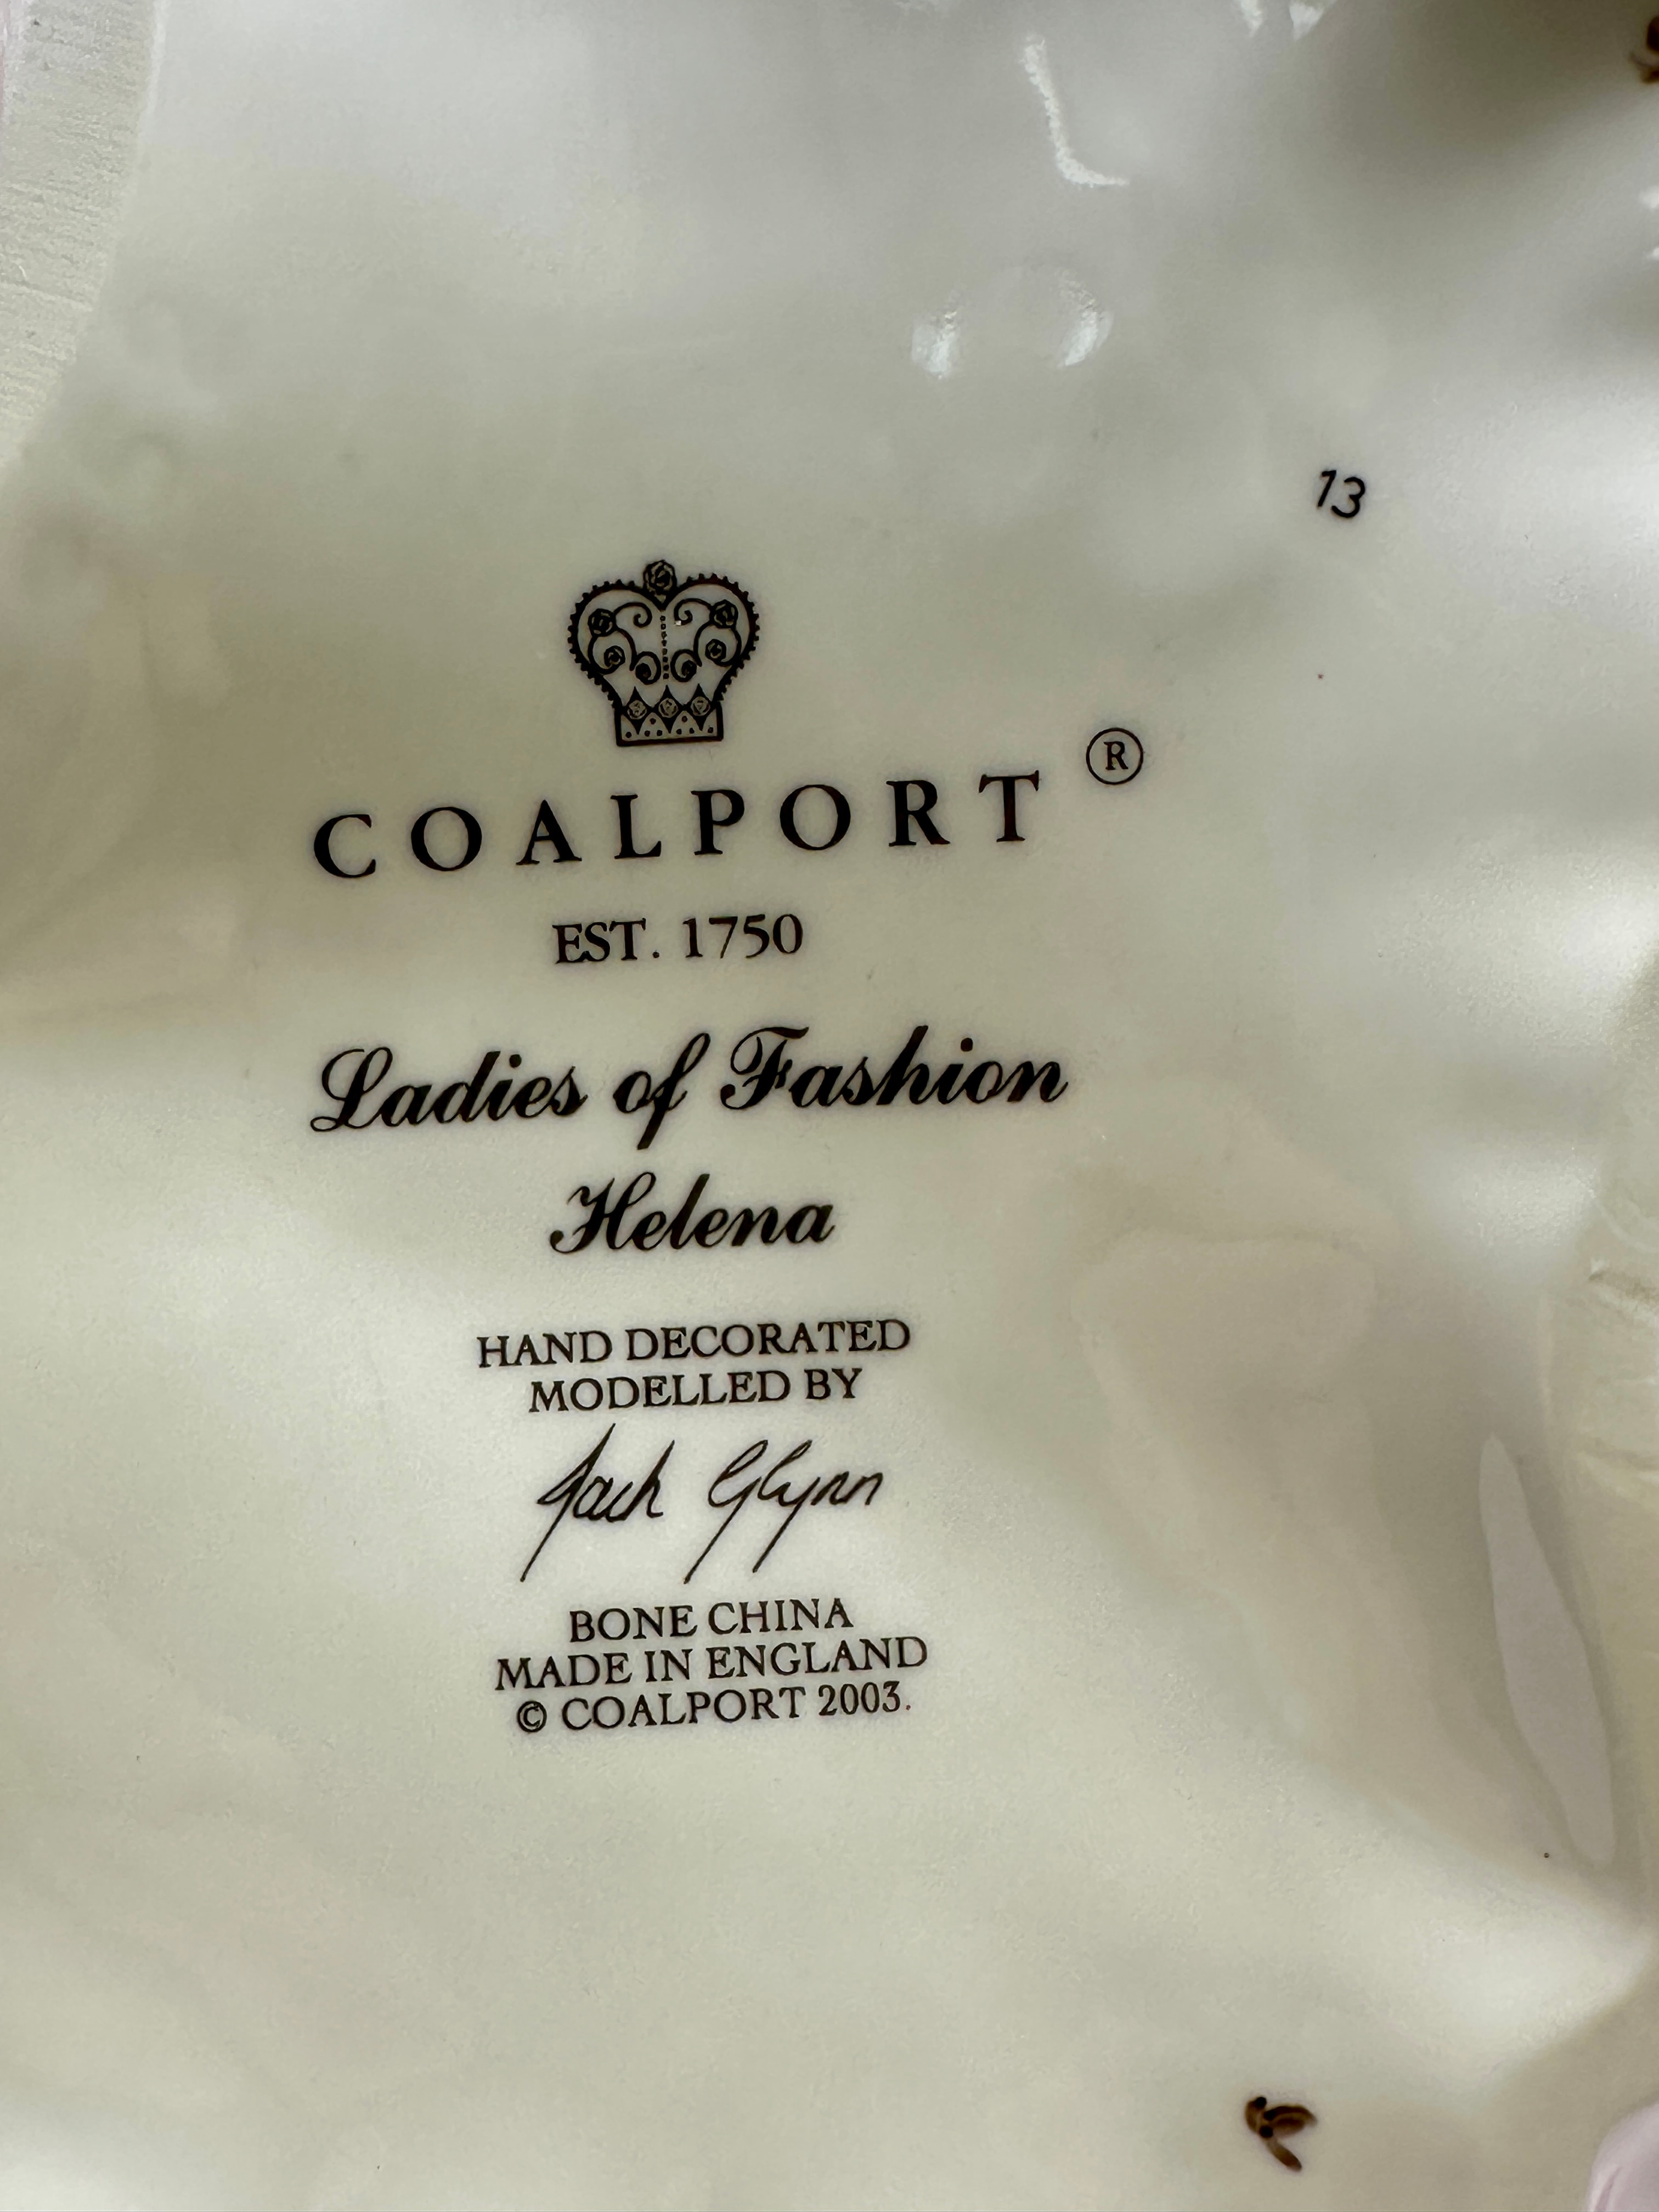 13
COALPORT ®
EST. 1750
Ladies of Fashion
Helena
HAND DECORATED
MODELLED BY
Jack Glynn
BONE CHINA
MADE IN ENGLAND
© COALPORT 2003.